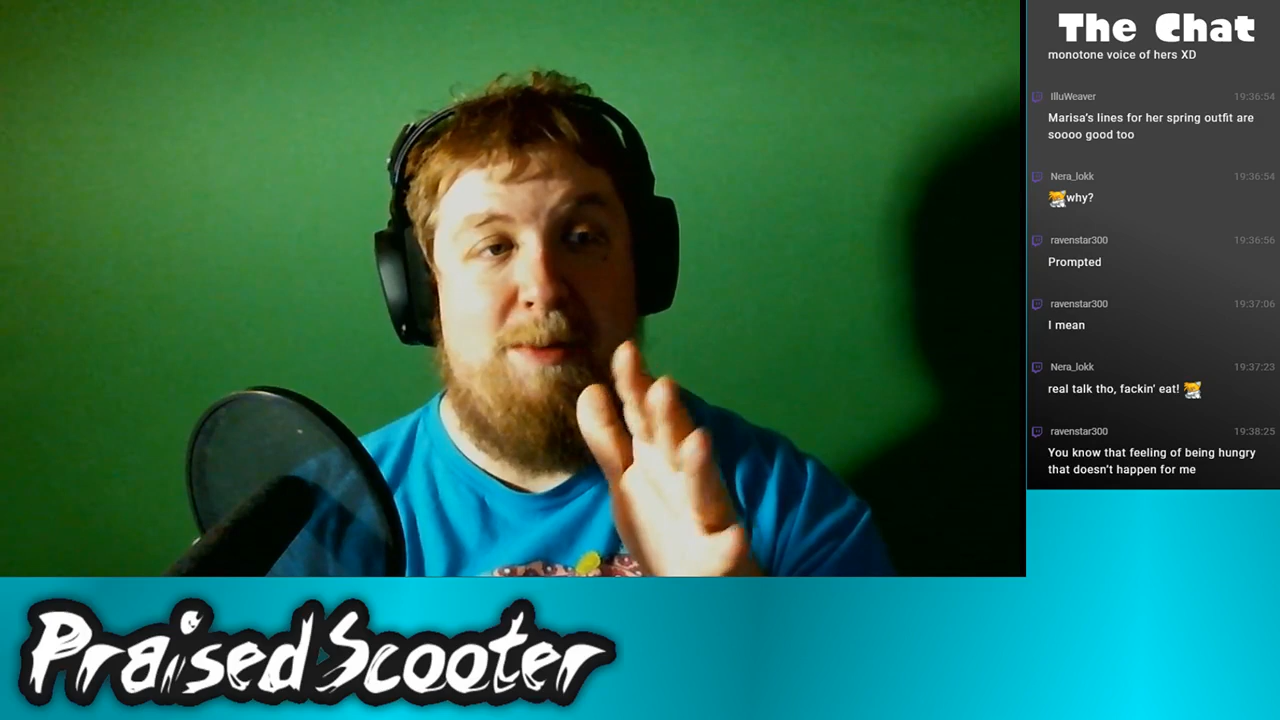 The Chat
monotone voice of hers XD
IlluWeaver 19:36:54
Marisa's lines for her spring outfit are
soooo good too
Nera_lokk 19:36:54
why?
ravenstar300 19:36:56
Prompted
ravenstar300 19:37:06
I mean
Nera_lokk 19:37:23
real talk tho, fackin' eat!
ravenstar300 19:38:25
You know that feeling of being hungry
that doesn't happen for me
PraisedScooter